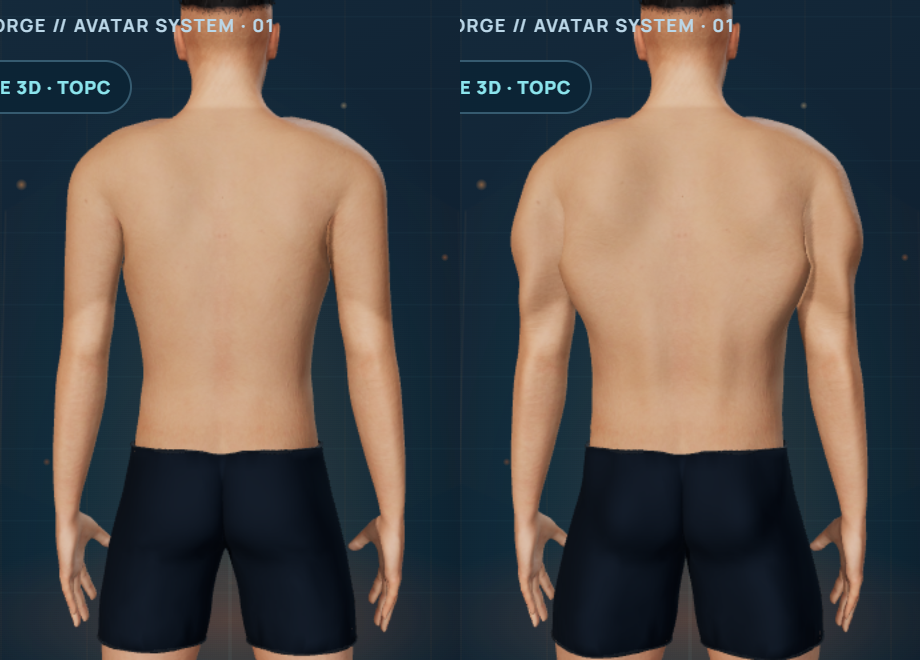 ORGE // AVATAR SYSTEM · 01
E 3D · TOPC
ORGE // AVATAR SYSTEM · 01
E 3D · TOPC